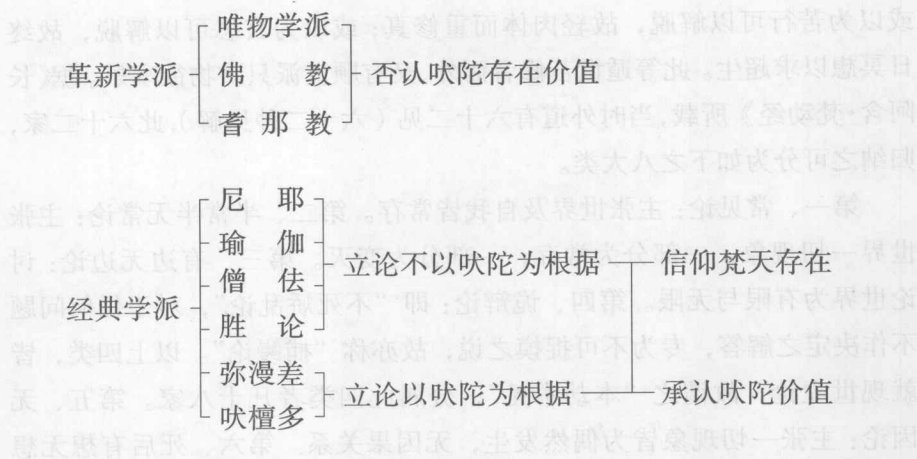 唯物学派
革新学派 佛 教 否认吠陀存在价值
耆那教
尼 耶
瑜 伽
立论不以吠陀为根据 信仰梵天存在
僧 佉
经典学派
胜 论
弥漫差 立论以吠陀为根据 承认吠陀价值
吠檀多